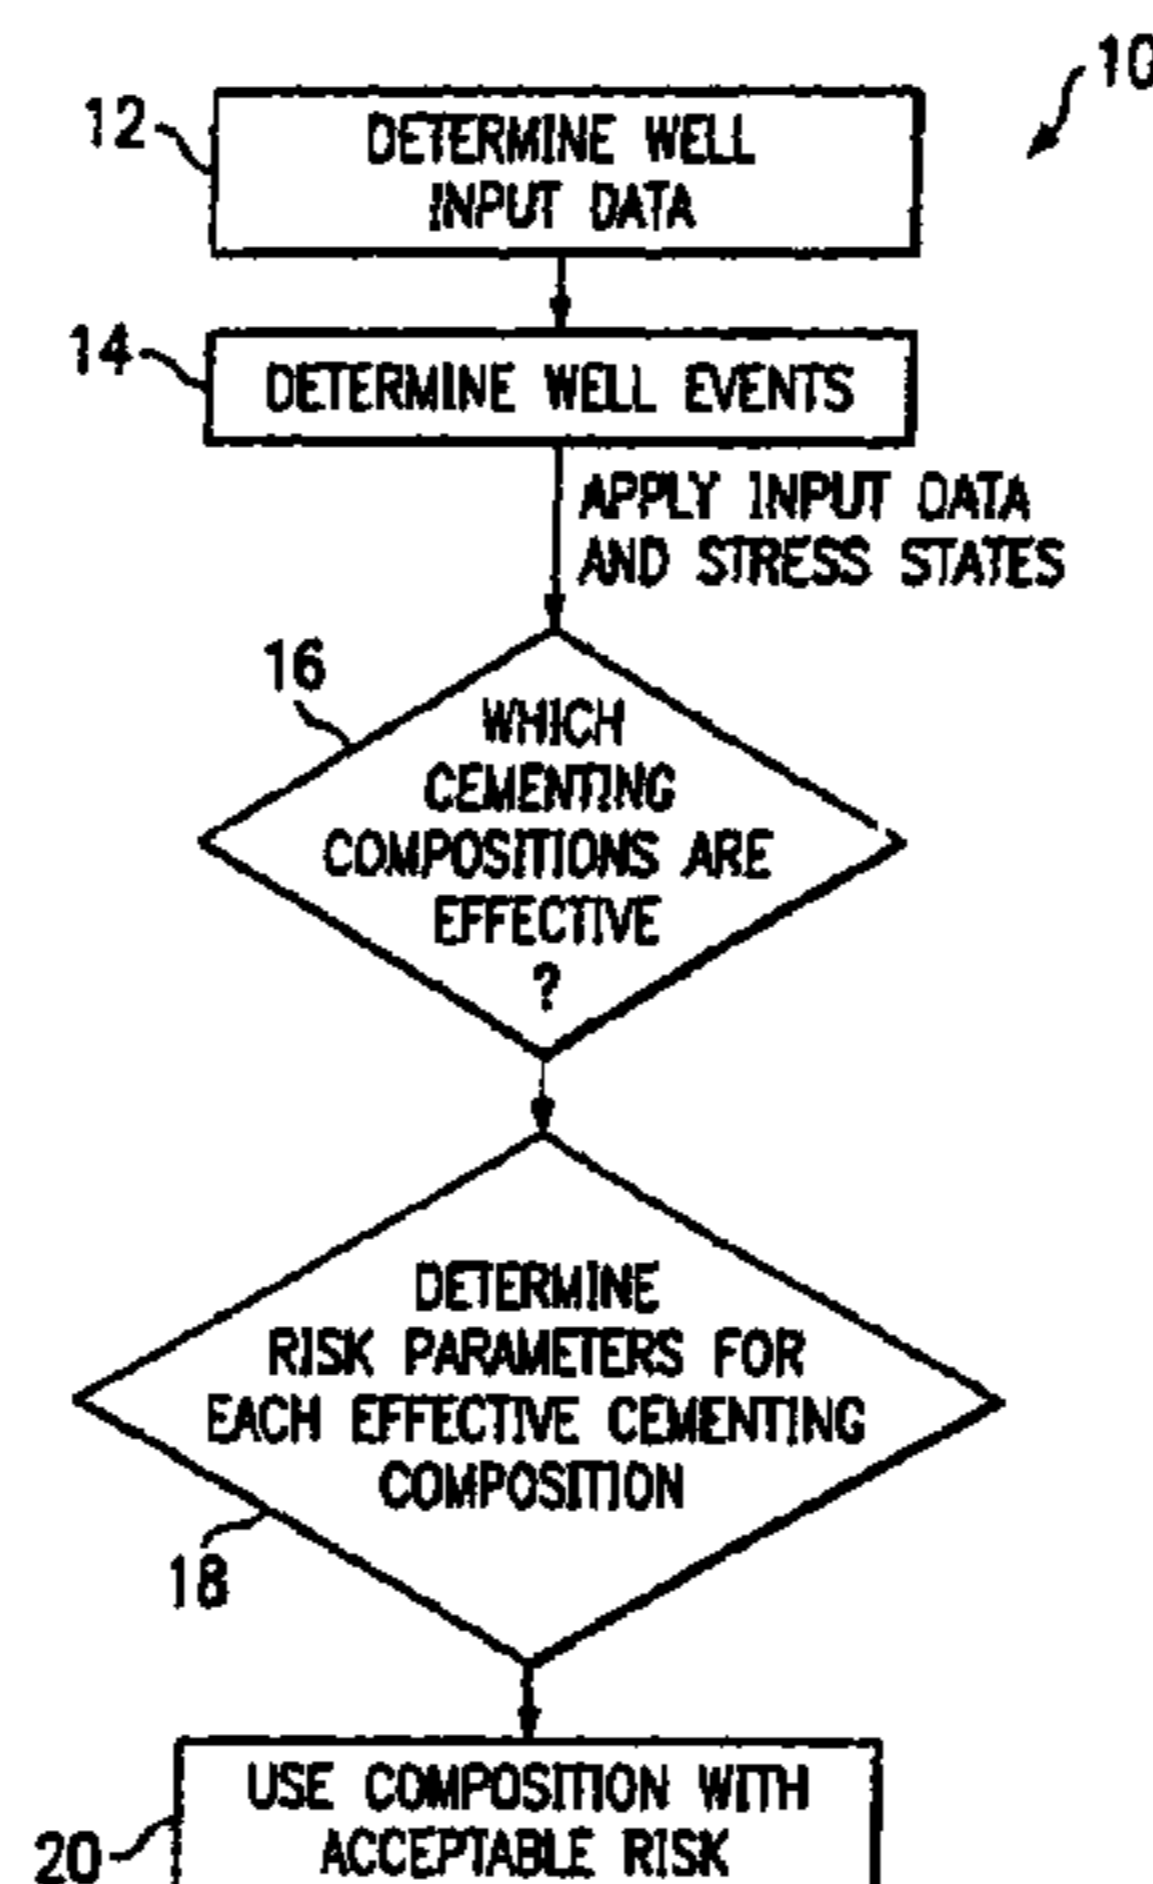 10
12
DETERMINE WELL
INPUT DATA
14
DETERMINE WELL EVENTS
APPLY INPUT DATA
AND STRESS STATES
16
WHICH
CEMENTING
COMPOSITIONS ARE
EFFECTIVE
?
DETERMINE
RISK PARAMETERS FOR
EACH EFFECTIVE CEMENTING
COMPOSITION
18
USE COMPOSITION WITH
ACCEPTABLE RISK
20